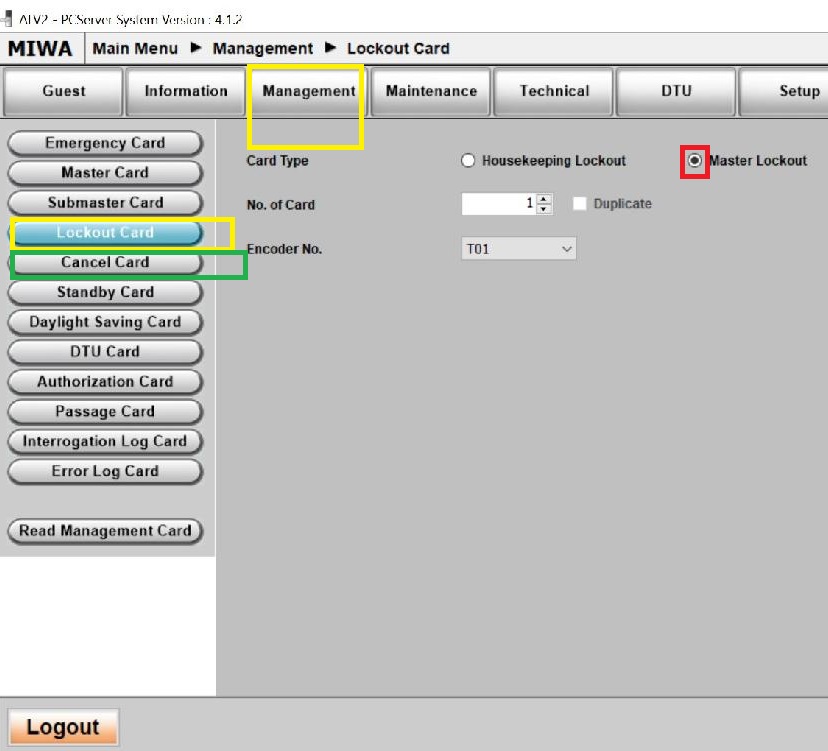 ALV2 - PCServer System Version : 4.1.2
MIWA Main Menu ► Management ► Lockout Card
Guest Information Management Maintenance Technical DTU Setup
Emergency Card
Master Card
Submaster Card
Lockout Card
Cancel Card
Standby Card
Daylight Saving Card
DTU Card
Authorization Card
Passage Card
Interrogation Log Card
Error Log Card
Read Management Card
Card Type Housekeeping Lockout Master Lockout
No. of Card 1 Duplicate
Encoder No. T01
Logout